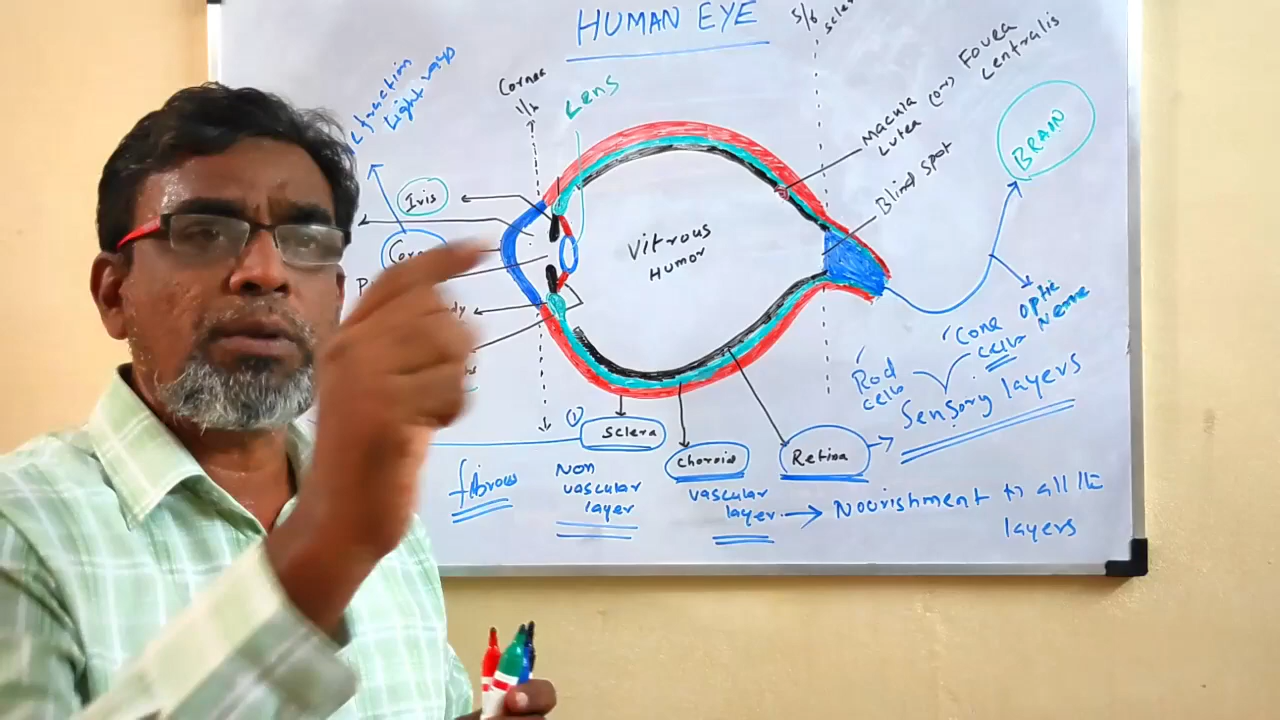 HUMAN EYE
5/6
Cornea
Lens
Light rays
Iris
Macula
Lutea (or) Fovea
Centralis
Blind spot
BRAIN
Vitrous
Humor
Optic
Nerve
Cone
cells
Rod
cells
Sensory layers
1
Sclera
Choroid
Retina
fibrous
Non
vascular
layer
vascular
layer
Nourishment to all the
layers